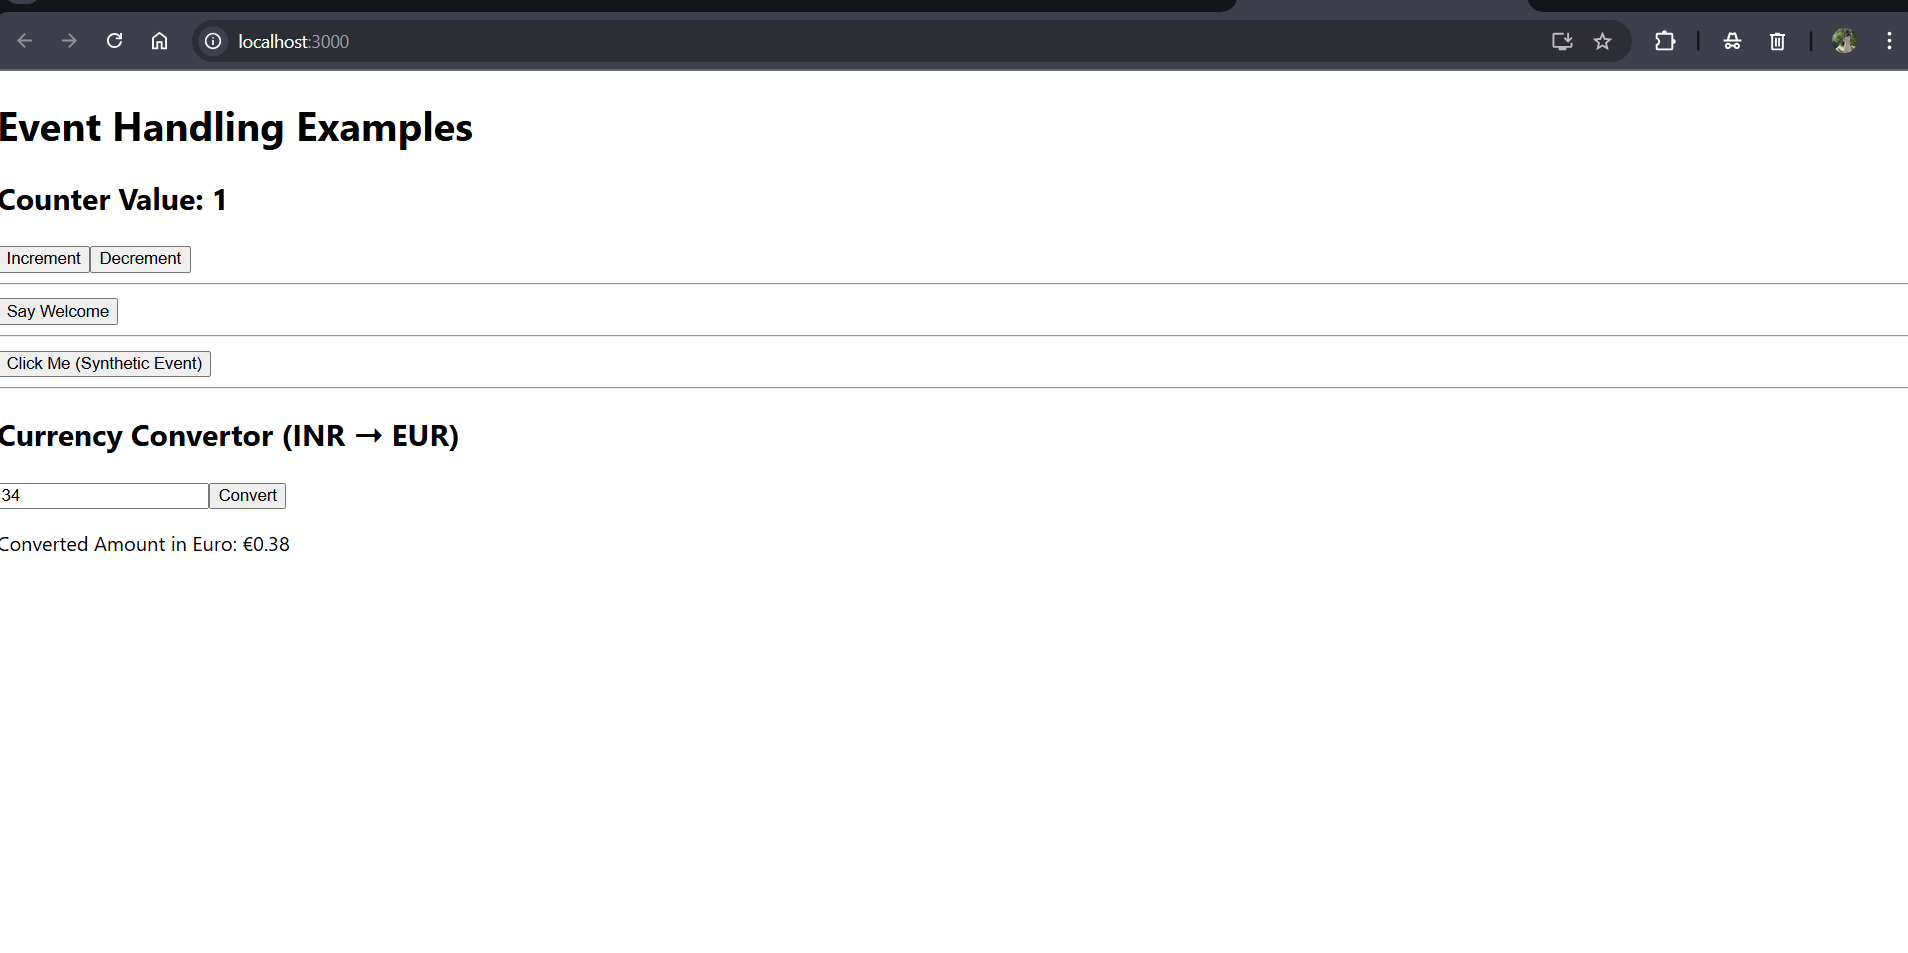 localhost:3000
Event Handling Examples
Counter Value: 1
Increment Decrement
Say Welcome
Click Me (Synthetic Event)
Currency Convertor (INR → EUR)
34 Convert
Converted Amount in Euro: €0.38